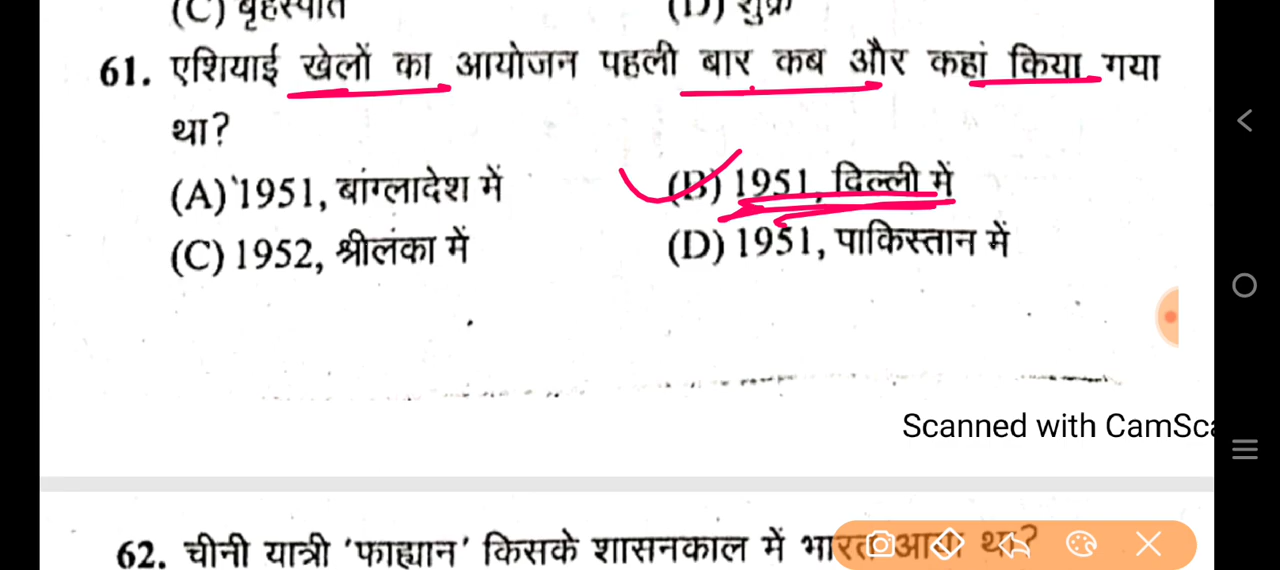 (C) बृहस्पति (D) शुक्र
61. एशियाई खेलों का आयोजन पहली बार कब और कहां किया गया
था?
(A) 1951, बांग्लादेश में (B) 1951, दिल्ली में
(C) 1952, श्रीलंका में (D) 1951, पाकिस्तान में
Scanned with CamSc
62. चीनी यात्री 'फाह्यान' किसके शासनकाल में भारत आया था?